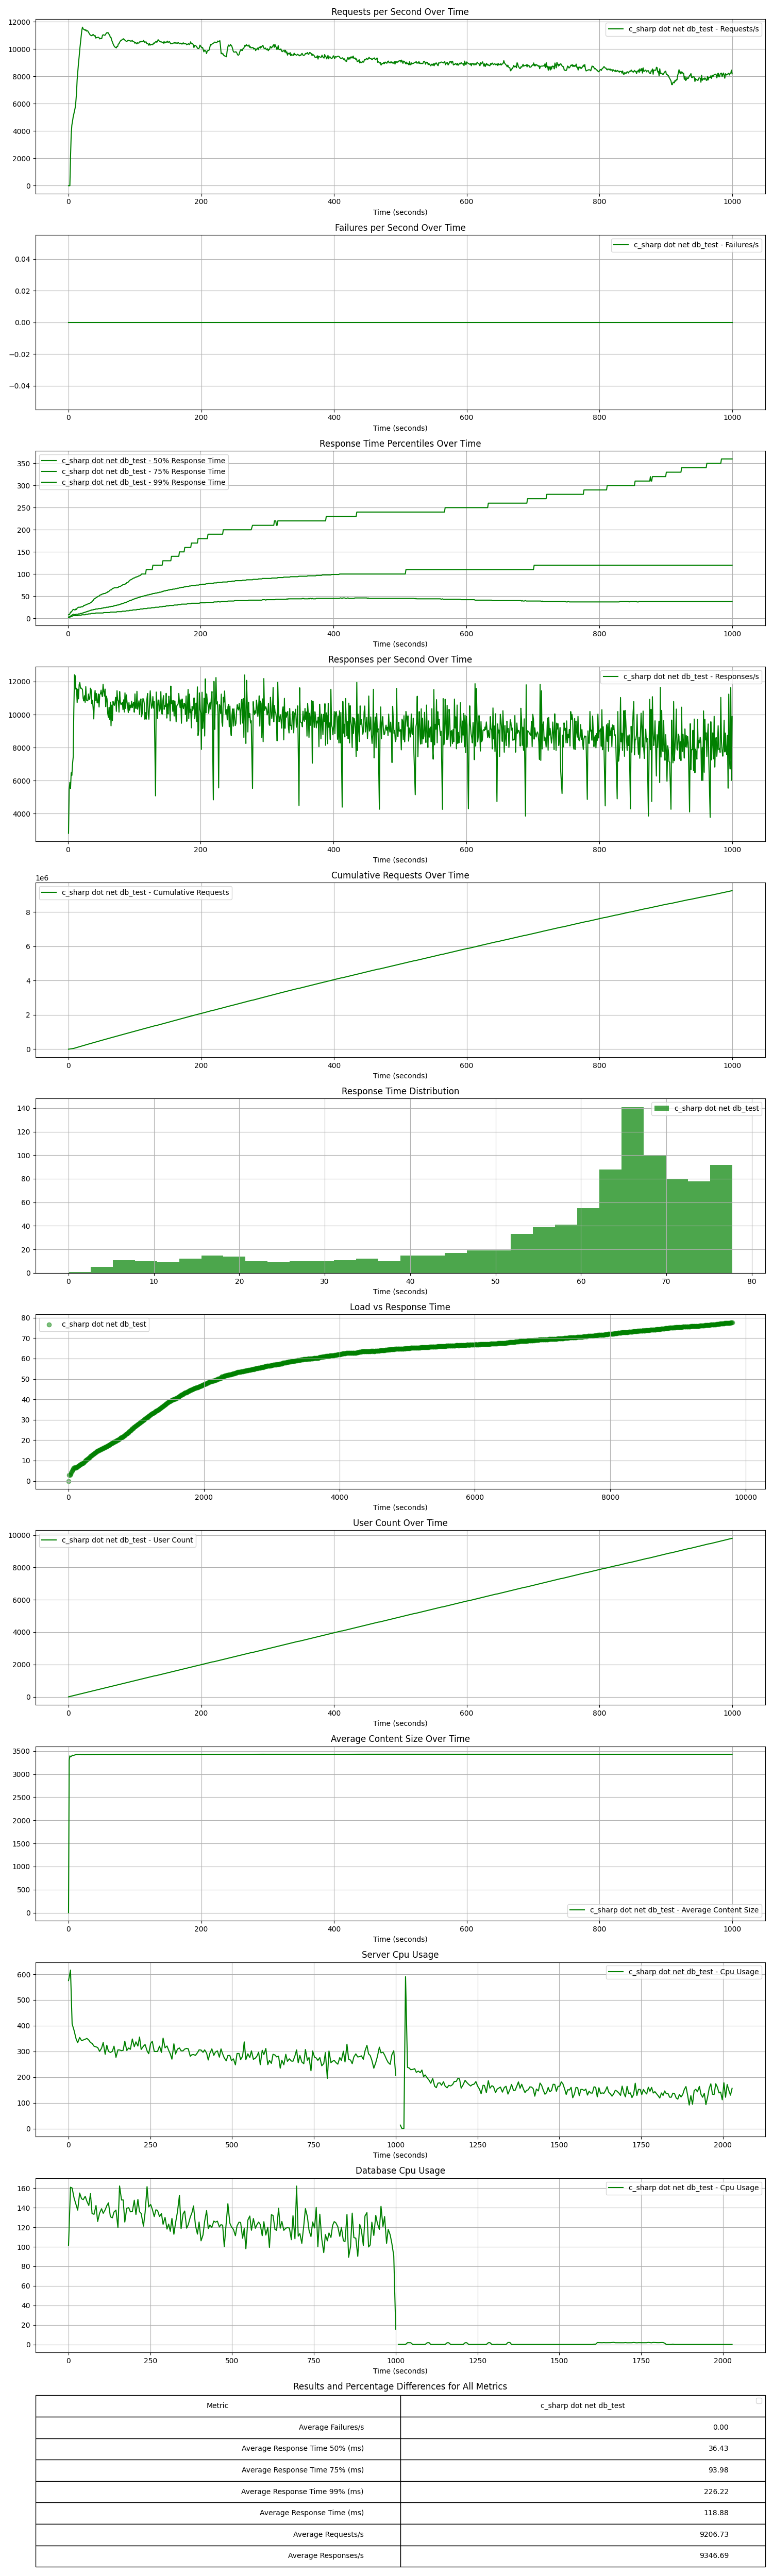 Requests per Second Over Time
c_sharp dot net db_test - Requests/s
12000
10000
8000
6000
4000
2000
0
0 200 400 600 800 1000
Time (seconds)
Failures per Second Over Time
c_sharp dot net db_test - Failures/s
0.04
0.02
0.00
−0.02
−0.04
0 200 400 600 800 1000
Time (seconds)
Response Time Percentiles Over Time
c_sharp dot net db_test - 50% Response Time
c_sharp dot net db_test - 75% Response Time
c_sharp dot net db_test - 99% Response Time
350
300
250
200
150
100
50
0
0 200 400 600 800 1000
Time (seconds)
Responses per Second Over Time
c_sharp dot net db_test - Responses/s
12000
10000
8000
6000
4000
0 200 400 600 800 1000
Time (seconds)
Cumulative Requests Over Time
1e6
c_sharp dot net db_test - Cumulative Requests
8
6
4
2
0
0 200 400 600 800 1000
Time (seconds)
Response Time Distribution
c_sharp dot net db_test
140
120
100
80
60
40
20
0
0 10 20 30 40 50 60 70 80
Time (seconds)
Load vs Response Time
c_sharp dot net db_test
80
70
60
50
40
30
20
10
0
0 2000 4000 6000 8000 10000
Time (seconds)
User Count Over Time
c_sharp dot net db_test - User Count
10000
8000
6000
4000
2000
0
0 200 400 600 800 1000
Time (seconds)
Average Content Size Over Time
3500
3000
2500
2000
1500
1000
500
0
c_sharp dot net db_test - Average Content Size
0 200 400 600 800 1000
Time (seconds)
Server Cpu Usage
c_sharp dot net db_test - Cpu Usage
600
500
400
300
200
100
0
0 250 500 750 1000 1250 1500 1750 2000
Time (seconds)
Database Cpu Usage
c_sharp dot net db_test - Cpu Usage
160
140
120
100
80
60
40
20
0
0 250 500 750 1000 1250 1500 1750 2000
Time (seconds)
Results and Percentage Differences for All Metrics
Metric c_sharp dot net db_test
Average Failures/s 0.00
Average Response Time 50% (ms) 36.43
Average Response Time 75% (ms) 93.98
Average Response Time 99% (ms) 226.22
Average Response Time (ms) 118.88
Average Requests/s 9206.73
Average Responses/s 9346.69